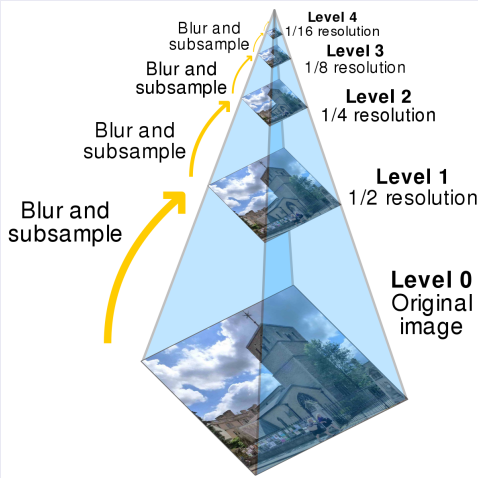 Level 4
1/16 resolution
Blur and
subsample
Level 3
1/8 resolution
Blur and
subsample
Level 2
1/4 resolution
Blur and
subsample
Level 1
1/2 resolution
Blur and
subsample
Level 0
Original
image